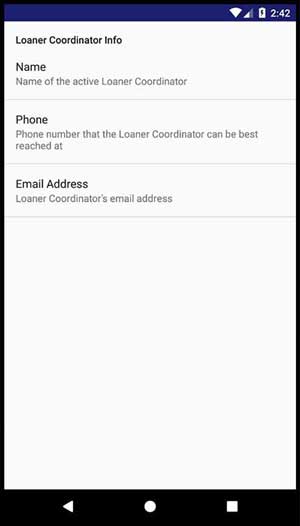 2:42
Loaner Coordinator Info
Name
Name of the active Loaner Coordinator
Phone
Phone number that the Loaner Coordinator can be best
reached at
Email Address
Loaner Coordinator's email address